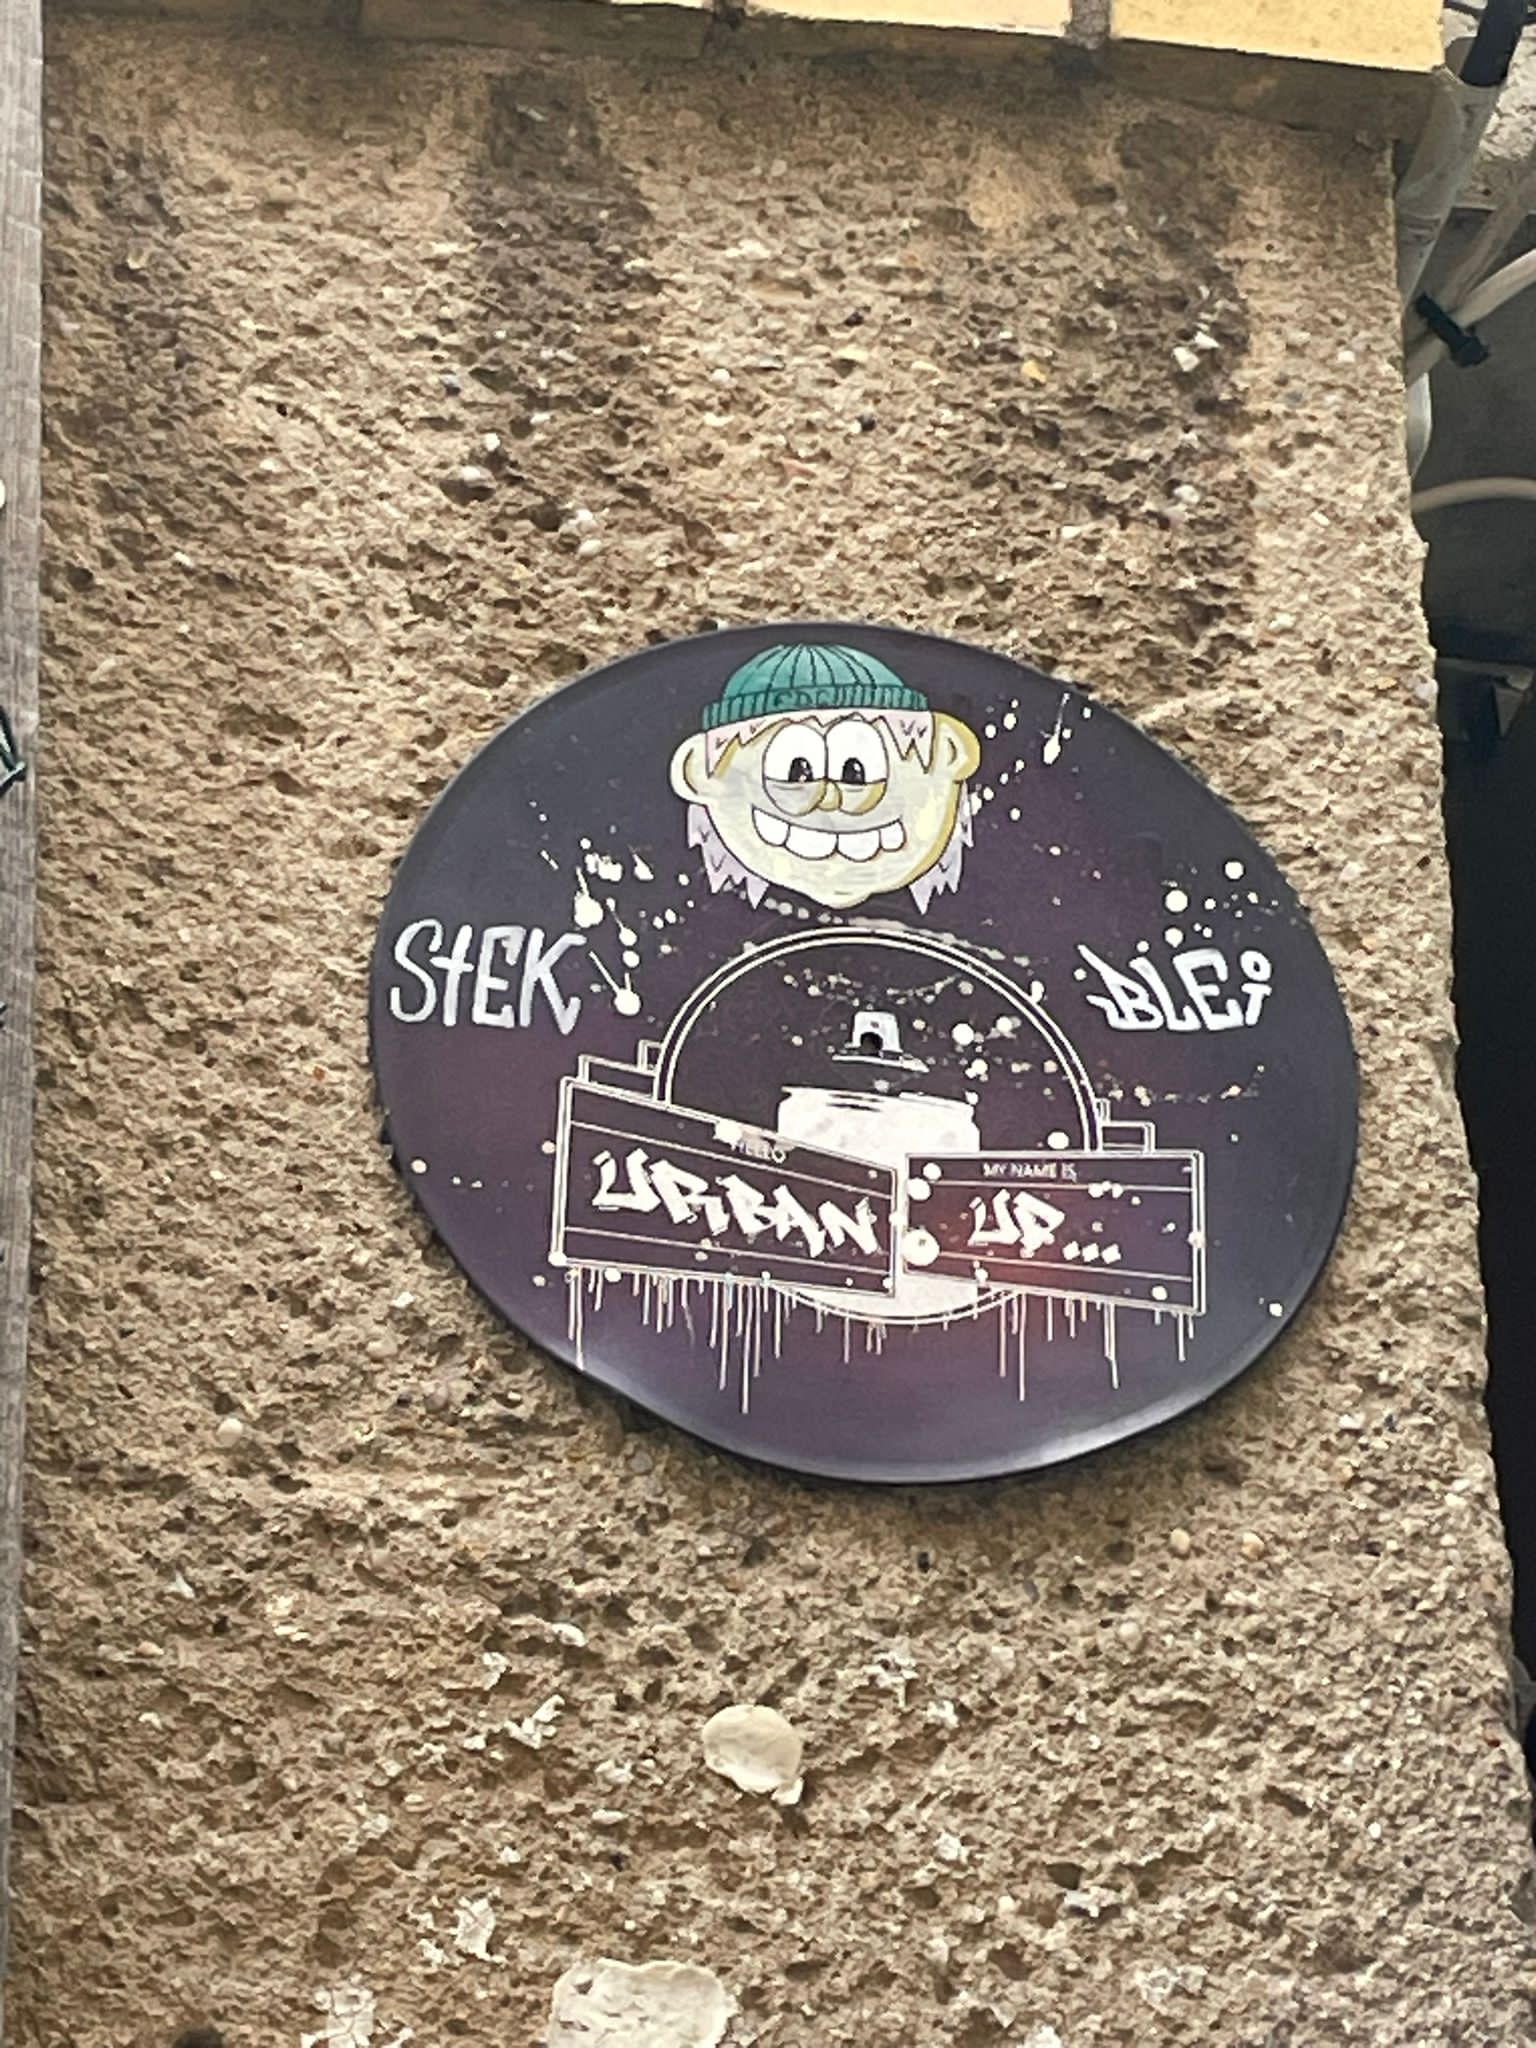 STEK
BLEi
HELLO
URBAN
MY NAME IS
UP...